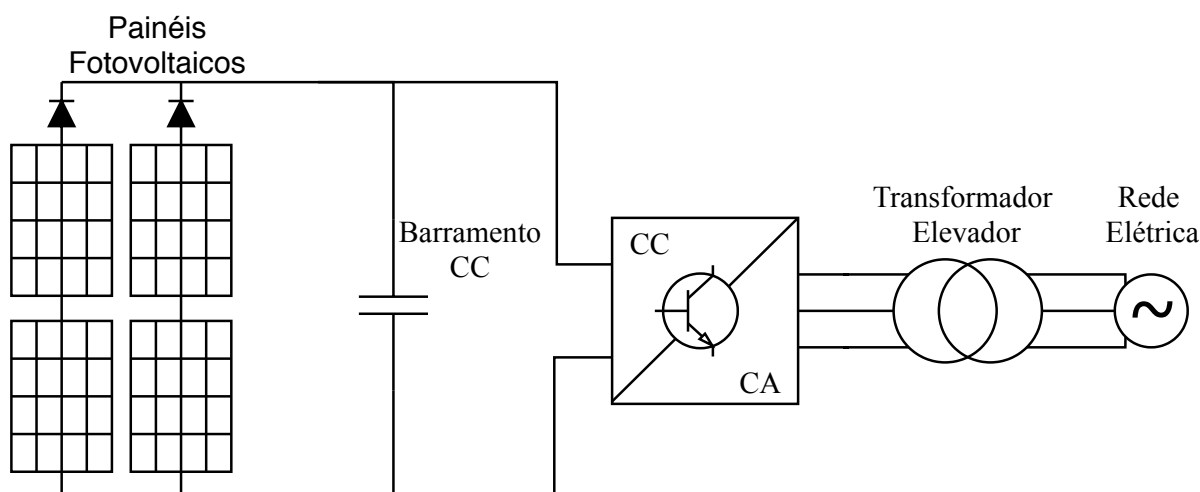 Painéis
Fotovoltaicos
Barramento
CC
CC
CA
Transformador
Elevador
Rede
Elétrica
~